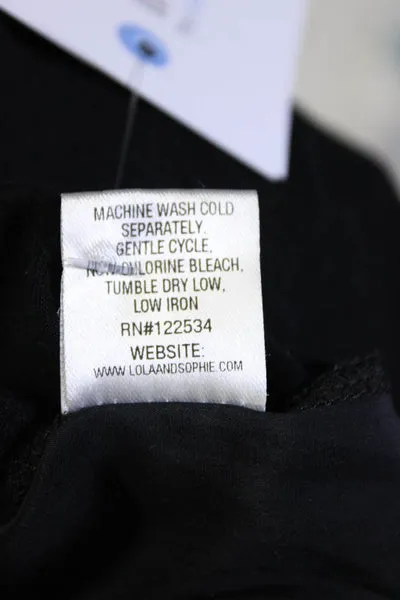 MACHINE WASH COLD
SEPARATELY,
GENTLE CYCLE,
NON-CHLORINE BLEACH,
TUMBLE DRY LOW,
LOW IRON
RN#122534
WEBSITE:
WWW.LOLAANDSOPHIE.COM